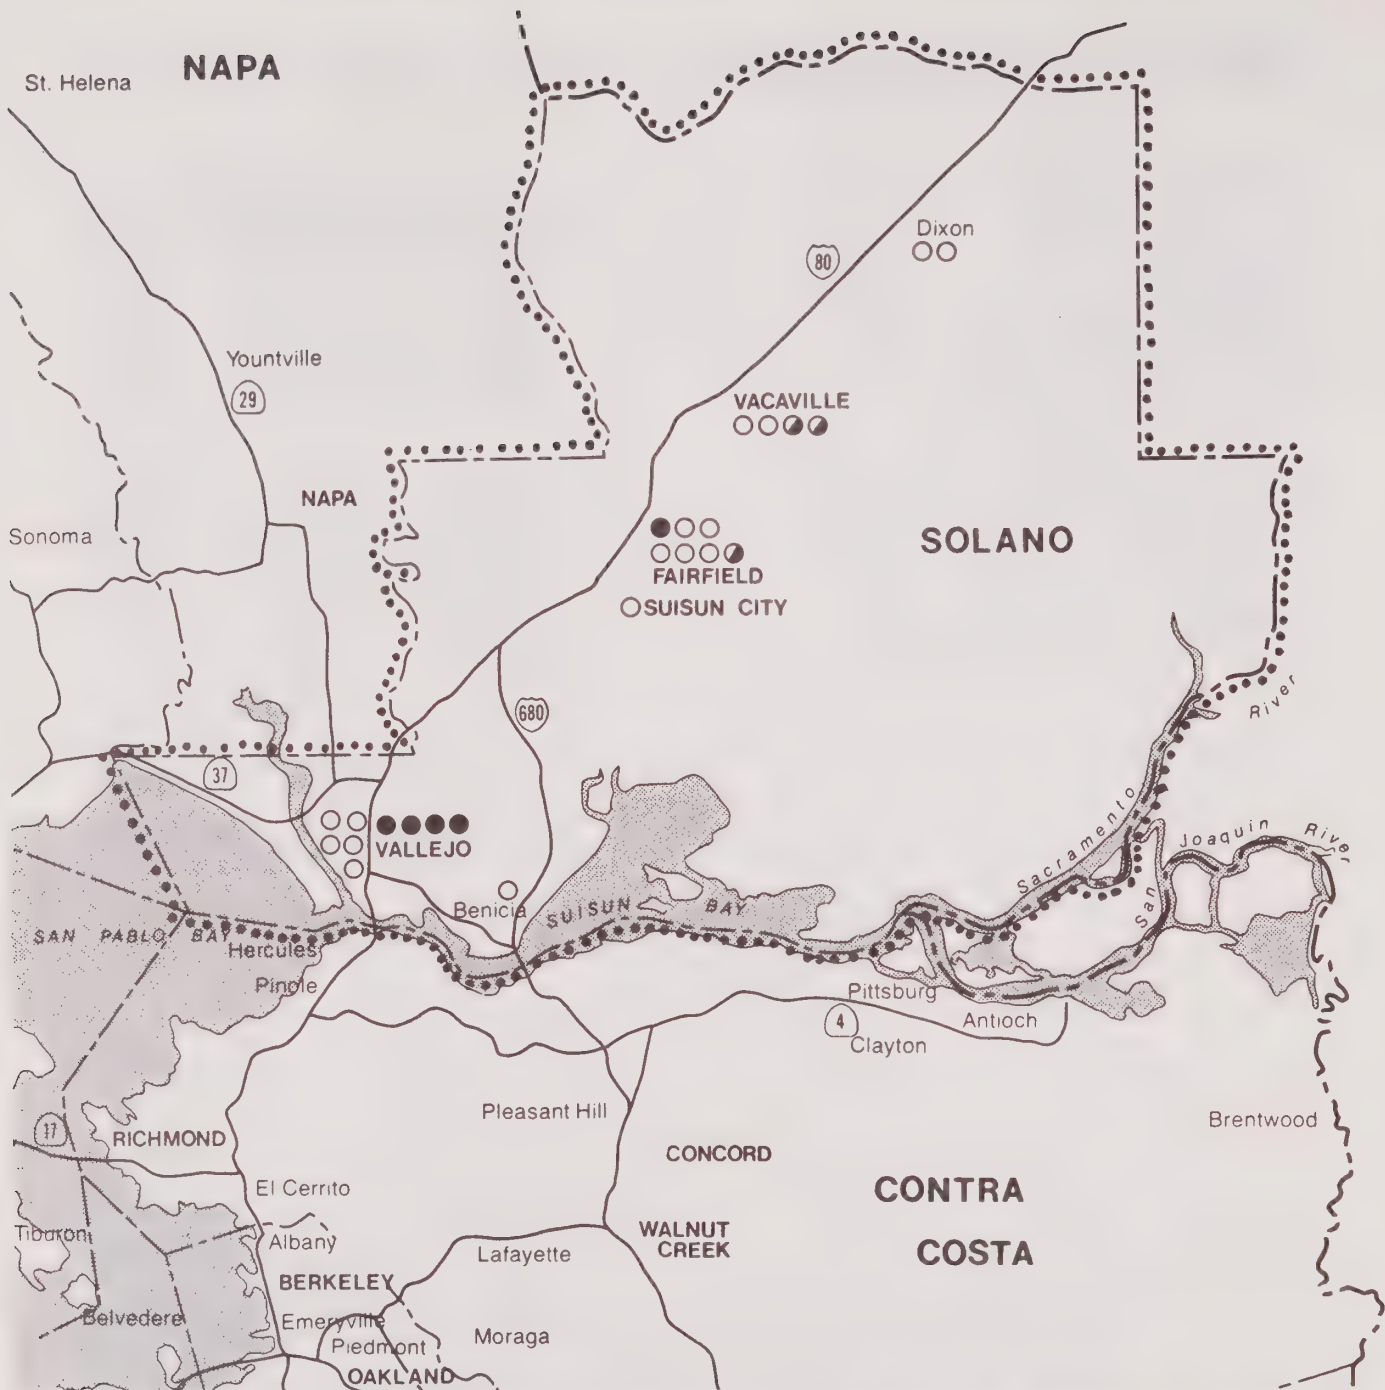 NAPA
St. Helena
Dixon
80
Yountville
29
VACAVILLE
NAPA
Sonoma
SOLANO
FAIRFIELD
SUISUN CITY
River
680
37
Sacramento
San Joaquin River
VALLEJO
Benicia
SUISUN BAY
SAN PABLO BAY
Hercules
Pinole
Pittsburg
Antioch
4
Clayton
Pleasant Hill
Brentwood
17
RICHMOND
CONCORD
El Cerrito
CONTRA
COSTA
Tiburon
Albany
WALNUT
CREEK
Lafayette
BERKELEY
Belvedere
Emeryville
Piedmont
Moraga
OAKLAND